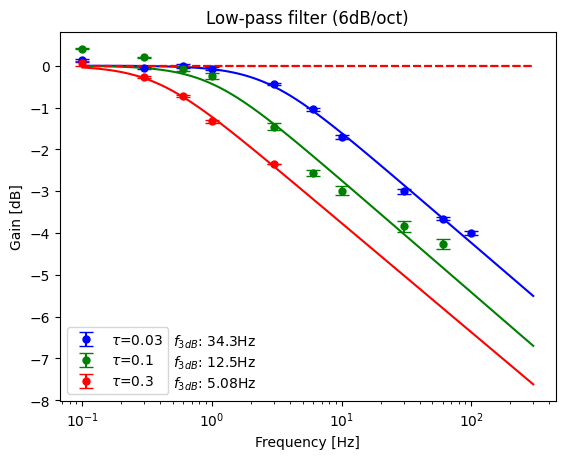 Low-pass filter (6dB/oct)
Gain [dB]
0
−1
−2
−3
−4
−5
−6
−7
−8
τ=0.03 f3dB: 34.3Hz
τ=0.1 f3dB: 12.5Hz
τ=0.3 f3dB: 5.08Hz
10⁻¹ 10⁰ 10¹ 10²
Frequency [Hz]